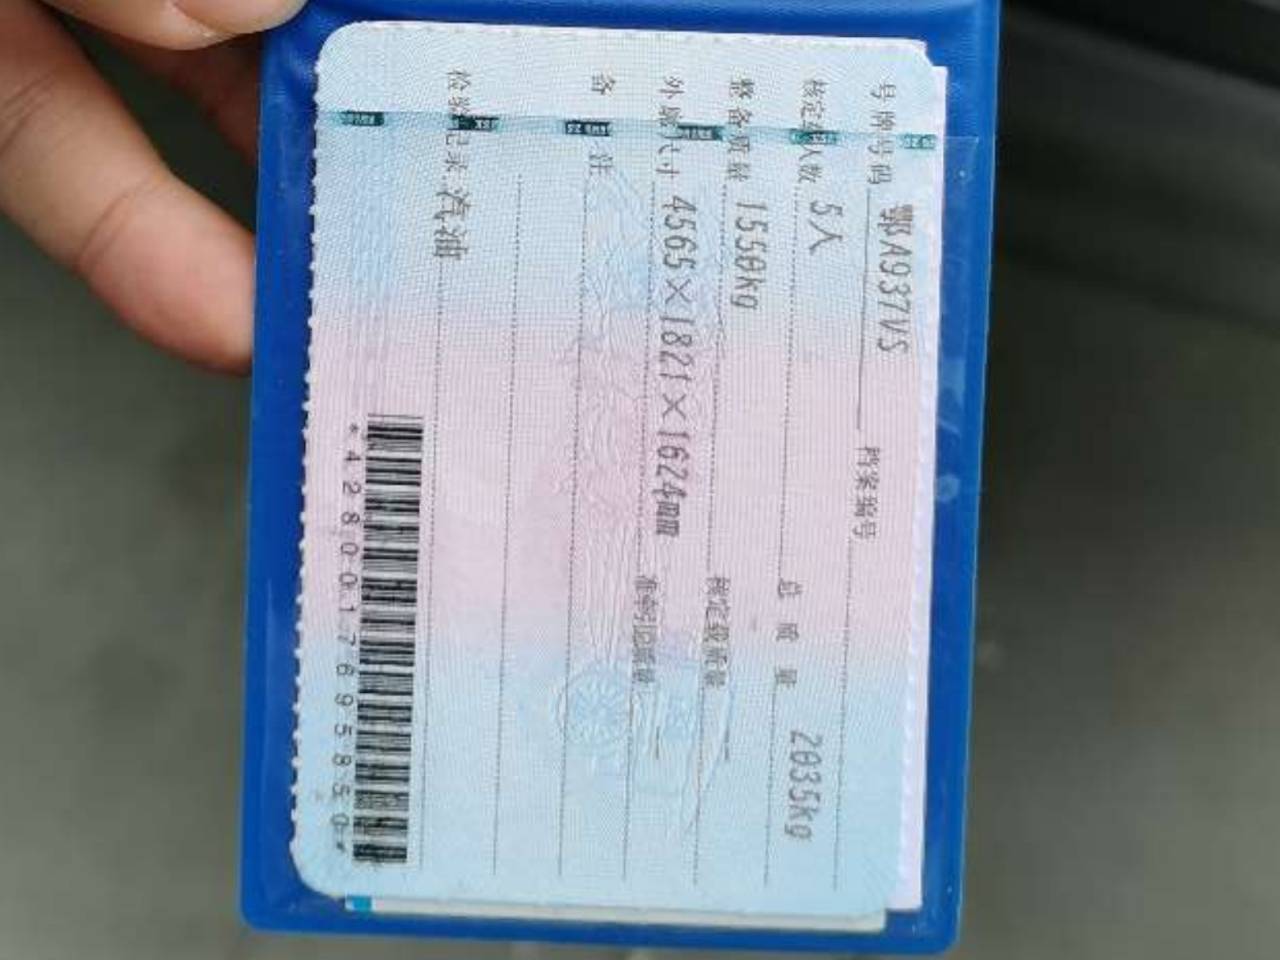 号牌号码 鄂A937VS 档案编号
核定载人数 5人 总质量 2035kg
整备质量 1550kg 核定载质量 —
外廓尺寸 4565×1821×1624mm 准牵引总质量 —
备注
检验记录 汽油
*4280017695850*